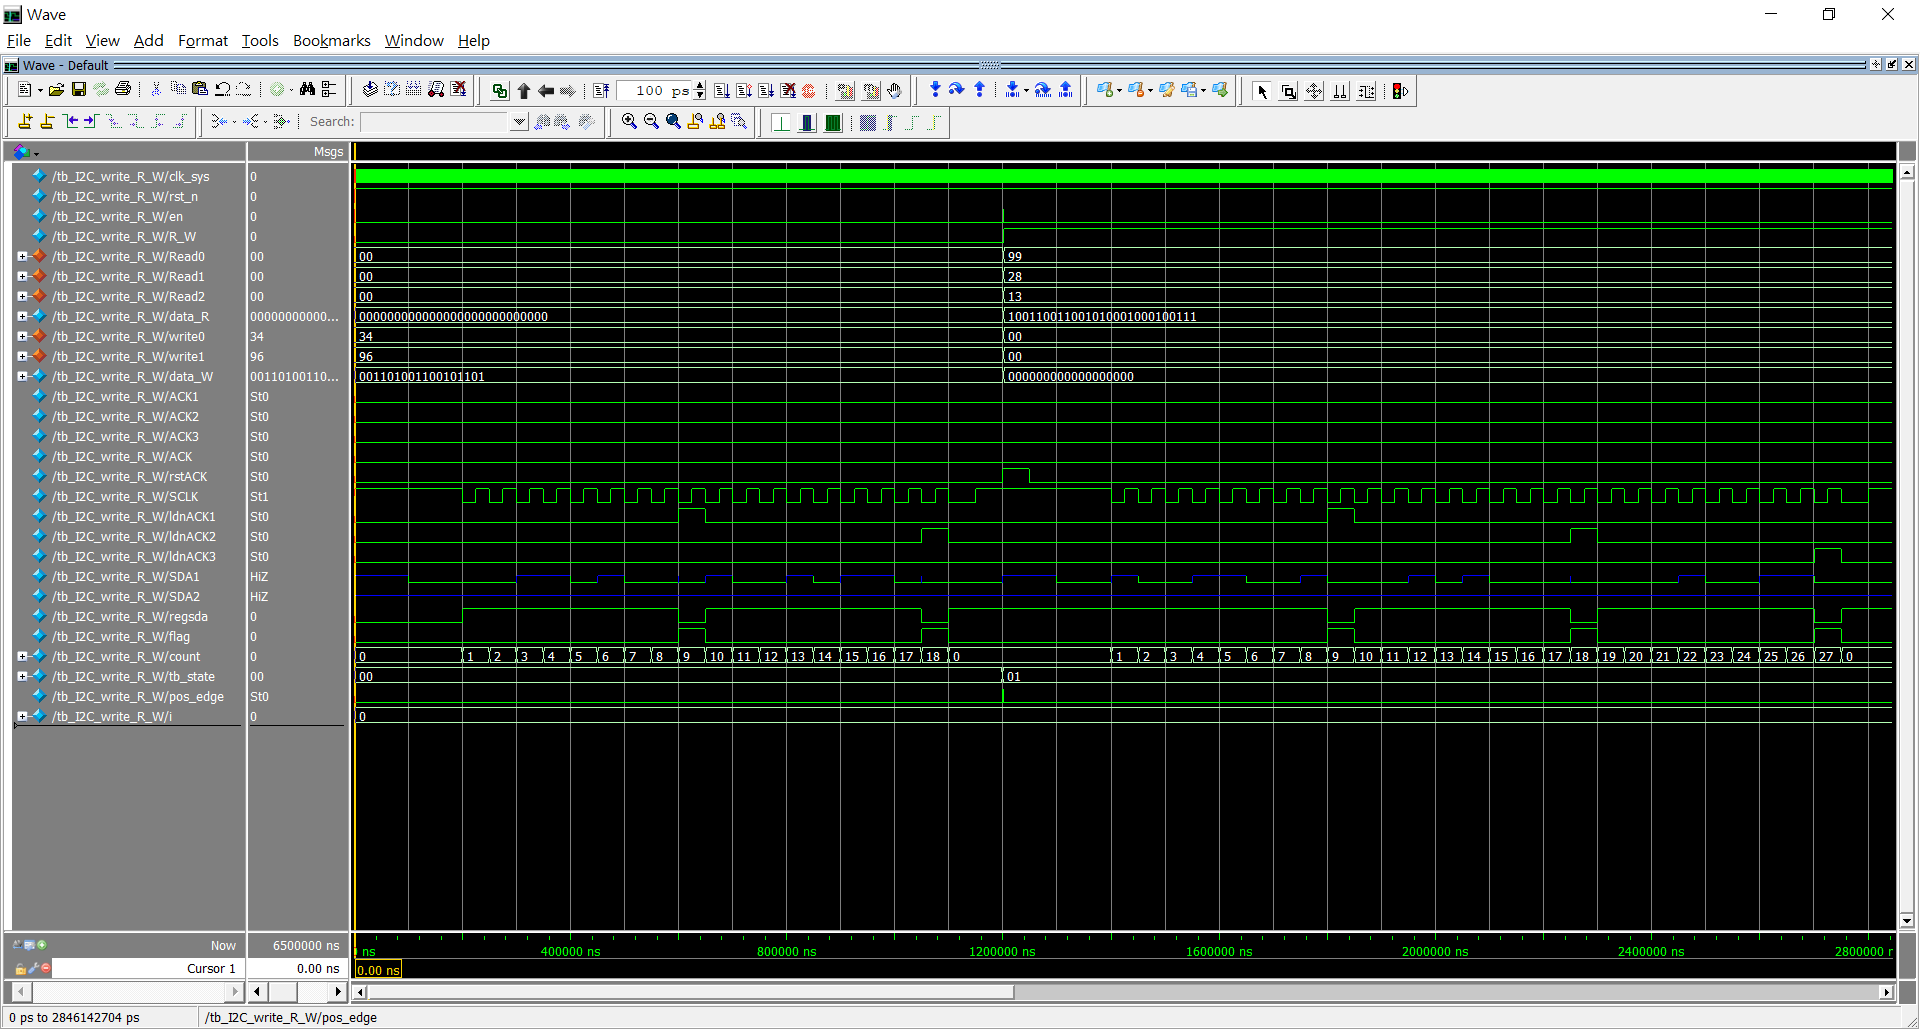 Wave
File Edit View Add Format Tools Bookmarks Window Help
Wave - Default
100 ps
Search:
Msgs
/tb_I2C_write_R_W/clk_sys 0
/tb_I2C_write_R_W/rst_n 0
/tb_I2C_write_R_W/en 0
/tb_I2C_write_R_W/R_W 0
/tb_I2C_write_R_W/Read0 00 00 99
/tb_I2C_write_R_W/Read1 00 00 28
/tb_I2C_write_R_W/Read2 00 00 13
/tb_I2C_write_R_W/data_R 00000000000... 000000000000000000000000000 100110011001010001000100111
/tb_I2C_write_R_W/write0 34 34 00
/tb_I2C_write_R_W/write1 96 96 00
/tb_I2C_write_R_W/data_W 00110100110... 001101001100101101 000000000000000000
/tb_I2C_write_R_W/ACK1 St0
/tb_I2C_write_R_W/ACK2 St0
/tb_I2C_write_R_W/ACK3 St0
/tb_I2C_write_R_W/ACK St0
/tb_I2C_write_R_W/rstACK St0
/tb_I2C_write_R_W/SCLK St1
/tb_I2C_write_R_W/ldnACK1 St0
/tb_I2C_write_R_W/ldnACK2 St0
/tb_I2C_write_R_W/ldnACK3 St0
/tb_I2C_write_R_W/SDA1 HiZ
/tb_I2C_write_R_W/SDA2 HiZ
/tb_I2C_write_R_W/regsda 0
/tb_I2C_write_R_W/flag 0
/tb_I2C_write_R_W/count 0 0 1 2 3 4 5 6 7 8 9 10 11 12 13 14 15 16 17 18 0 1 2 3 4 5 6 7 8 9 10 11 12 13 14 15 16 17 18 19 20 21 22 23 24 25 26 27 0
/tb_I2C_write_R_W/tb_state 00 00 01
/tb_I2C_write_R_W/pos_edge St0
/tb_I2C_write_R_W/i 0 0
Now 6500000 ns ns 400000 ns 800000 ns 1200000 ns 1600000 ns 2000000 ns 2400000 ns 2800000 r
Cursor 1 0.00 ns 0.00 ns
0 ps to 2846142704 ps /tb_I2C_write_R_W/pos_edge